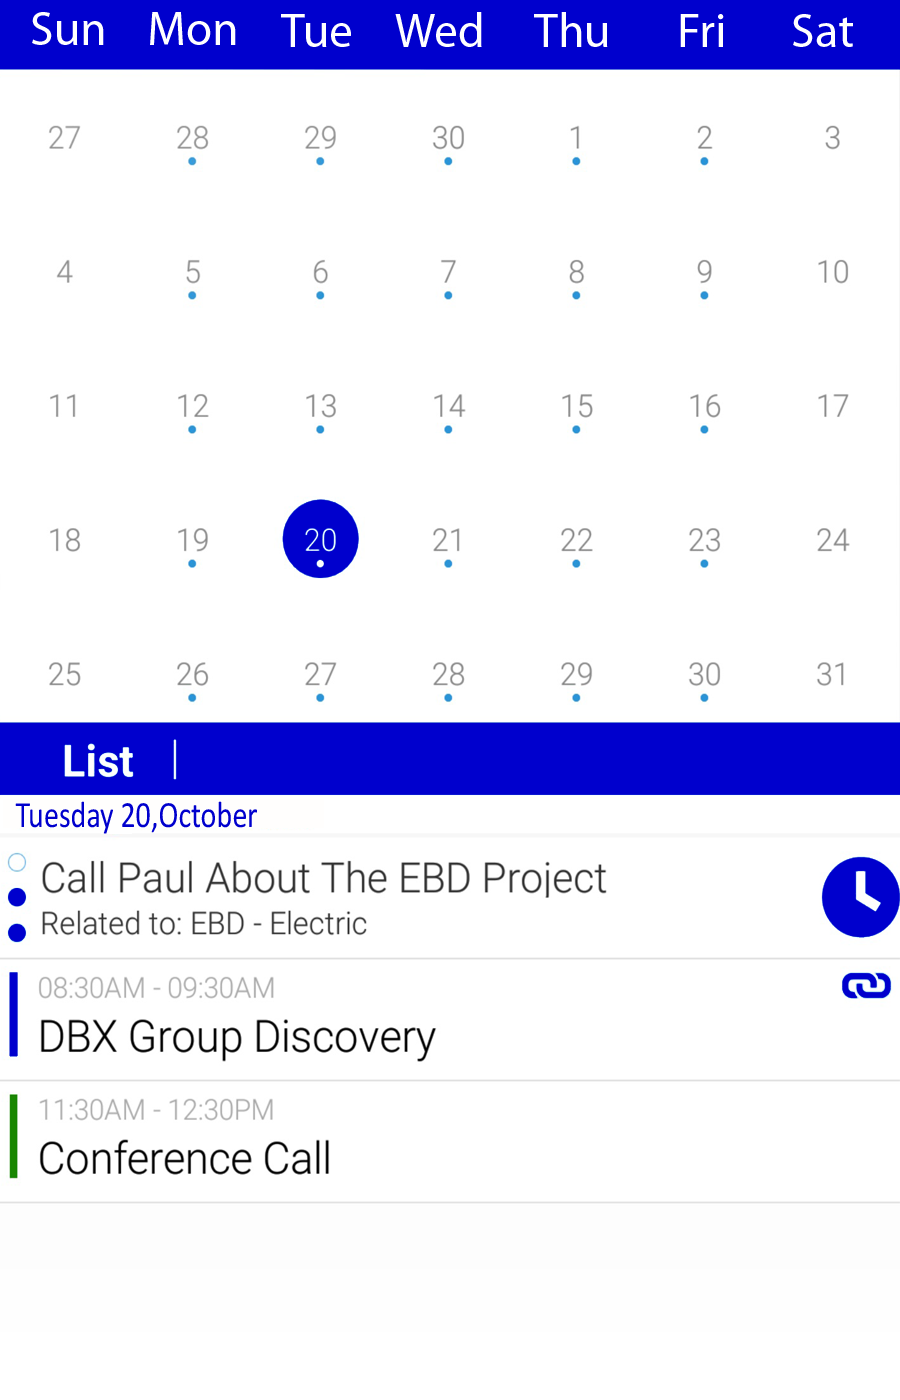 Sun Mon Tue Wed Thu Fri Sat
27 28 29 30 1 2 3
4 5 6 7 8 9 10
11 12 13 14 15 16 17
18 19 20 21 22 23 24
25 26 27 28 29 30 31
List
Tuesday 20,October
Call Paul About The EBD Project
Related to: EBD - Electric
08:30AM - 09:30AM
DBX Group Discovery
11:30AM - 12:30PM
Conference Call